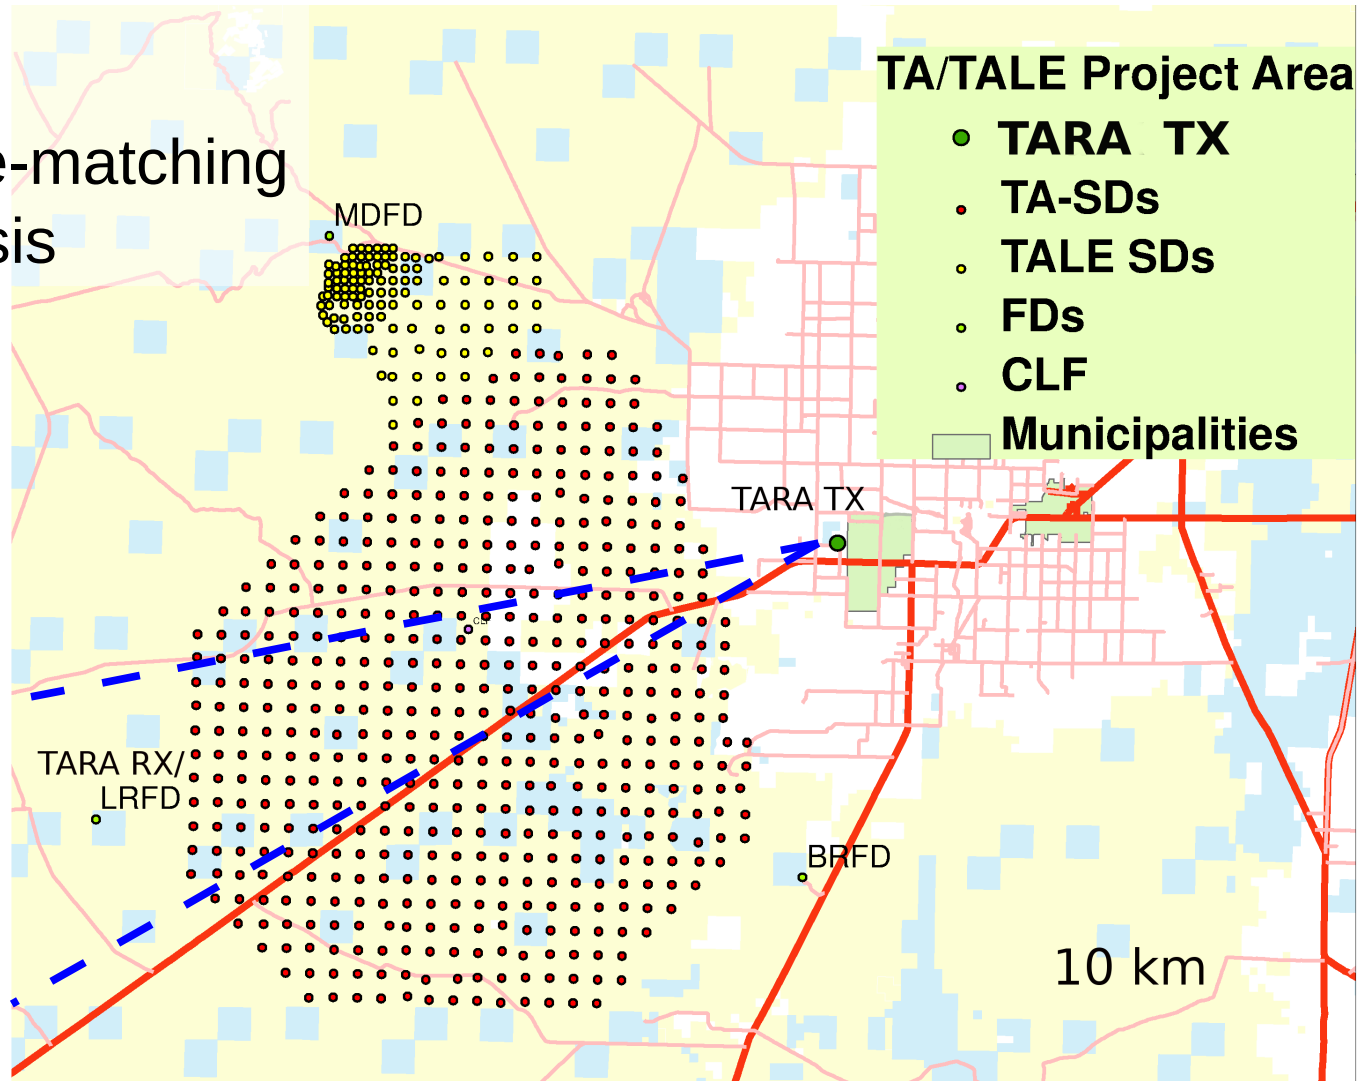 e-matching
sis
MDFD
TA/TALE Project Area
TARA TX
TA-SDs
TALE SDs
FDs
CLF
Municipalities
TARA TX
CLF
TARA RX/
LRFD
BRFD
10 km